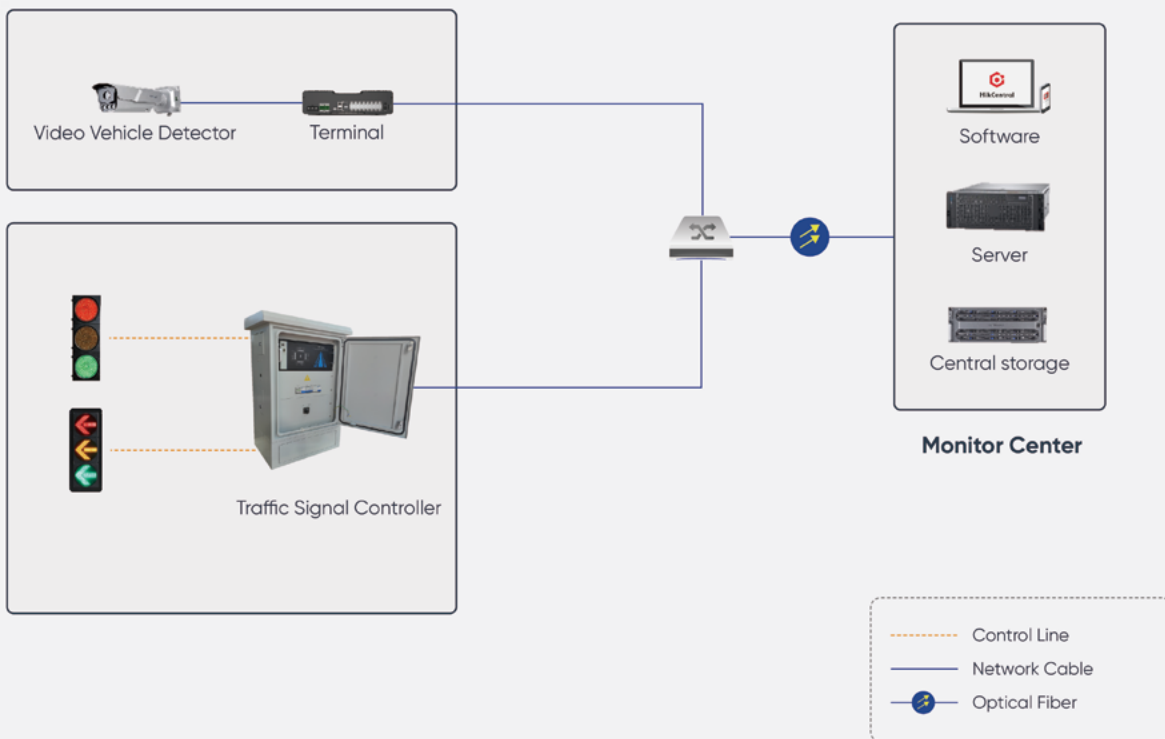 Video Vehicle Detector
Terminal
HikCentral
Software
Server
Central storage
Monitor Center
Traffic Signal Controller
Control Line
Network Cable
Optical Fiber